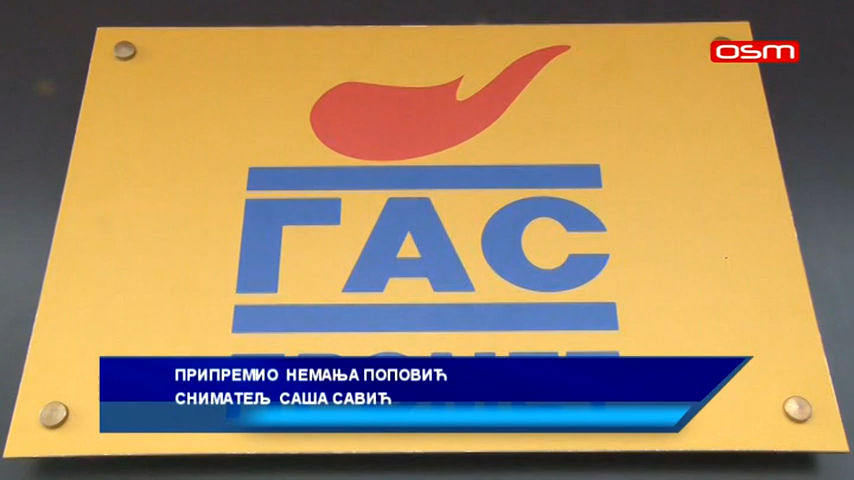 osm
ГАС
ПРИПРЕМИО НЕМАЊА ПОПОВИЋ
СНИМАТЕЉ САША САВИЋ